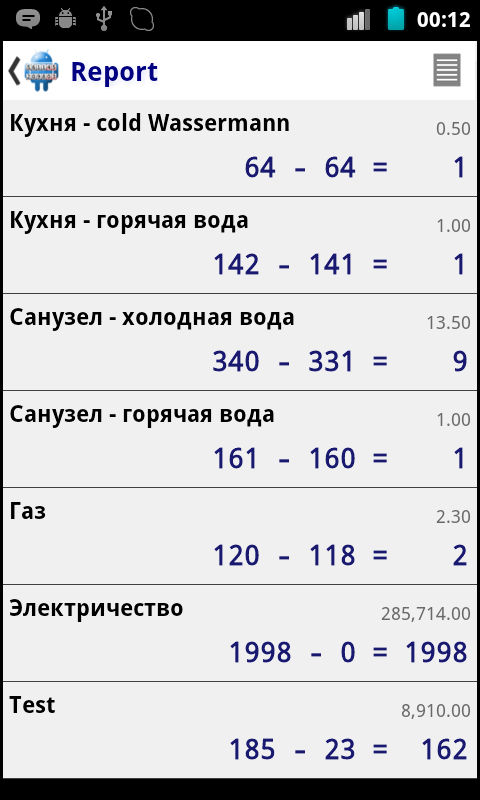 00:12
Report
Кухня - cold Wassermann
0.50
64 - 64 = 1
Кухня - горячая вода
1.00
142 - 141 = 1
Санузел - холодная вода
13.50
340 - 331 = 9
Санузел - горячая вода
1.00
161 - 160 = 1
Газ
2.30
120 - 118 = 2
Электричество
285,714.00
1998 - 0 = 1998
Test
8,910.00
185 - 23 = 162